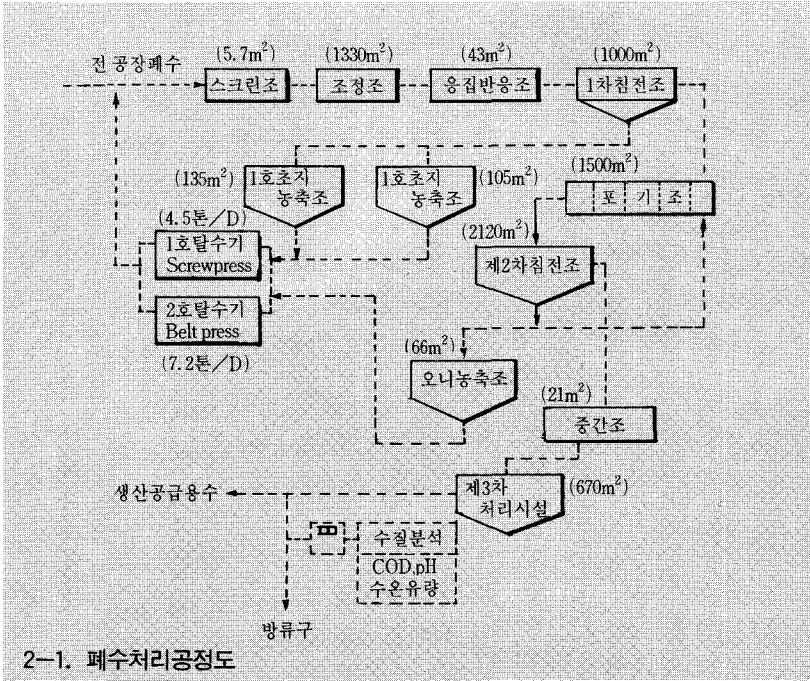 전 공장폐수
(5.7m²)
스크린조
(1330m²)
조정조
(43m²)
응집반응조
(1000m²)
1차침전조
(135m²)
1호초지
농축조
1호초지
농축조
(105m²)
(1500m²)
포 기 조
(4.5톤/D)
1호탈수기
Screwpress
2호탈수기
Belt press
(7.2톤/D)
(2120m²)
제2차침전조
(66m²)
오니농축조
(21m²)
중간조
생산공급용수
제3차
처리시설
(670m²)
수질분석
COD,pH
수온유량
방류구
2-1. 폐수처리공정도